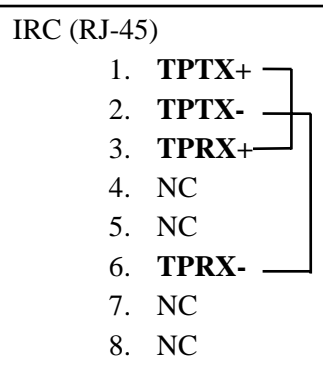 IRC (RJ-45)
1. TPTX+
2. TPTX-
3. TPRX+
4. NC
5. NC
6. TPRX-
7. NC
8. NC